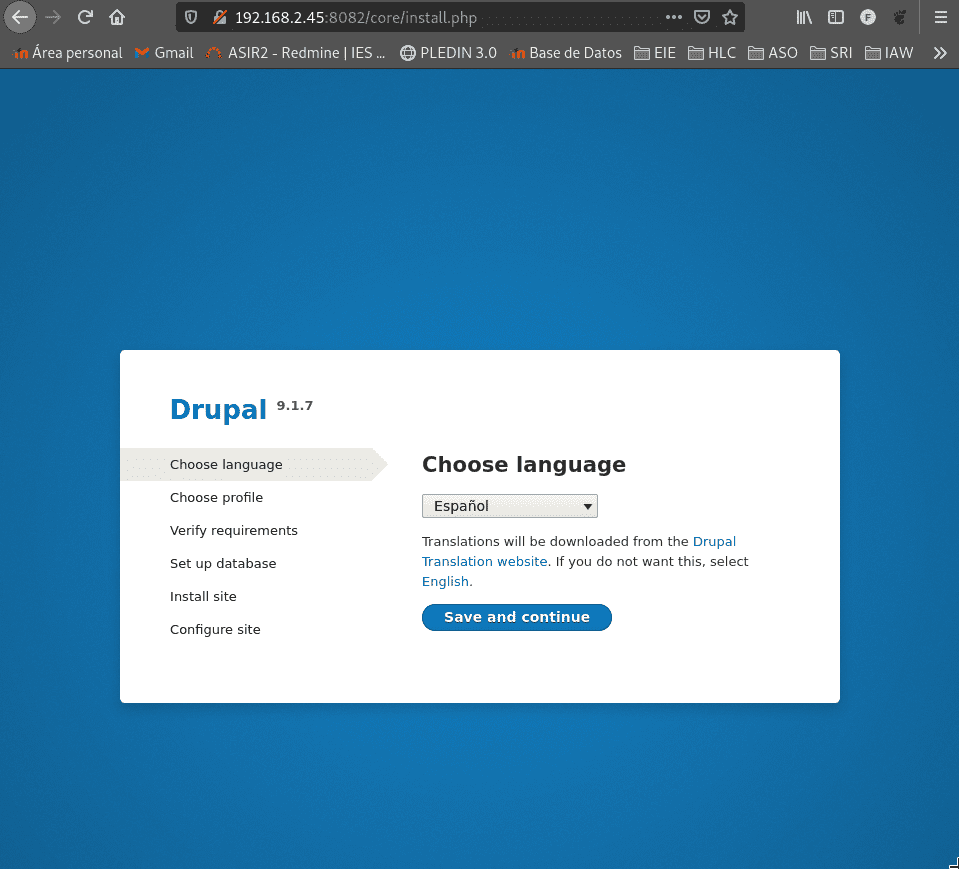 192.168.2.45:8082/core/install.php
Área personal Gmail ASIR2 - Redmine | IES ... PLEDIN 3.0 Base de Datos EIE HLC ASO SRI IAW
Drupal 9.1.7
Choose language
Choose profile
Verify requirements
Set up database
Install site
Configure site
Choose language
Español
Translations will be downloaded from the Drupal
Translation website. If you do not want this, select
English.
Save and continue